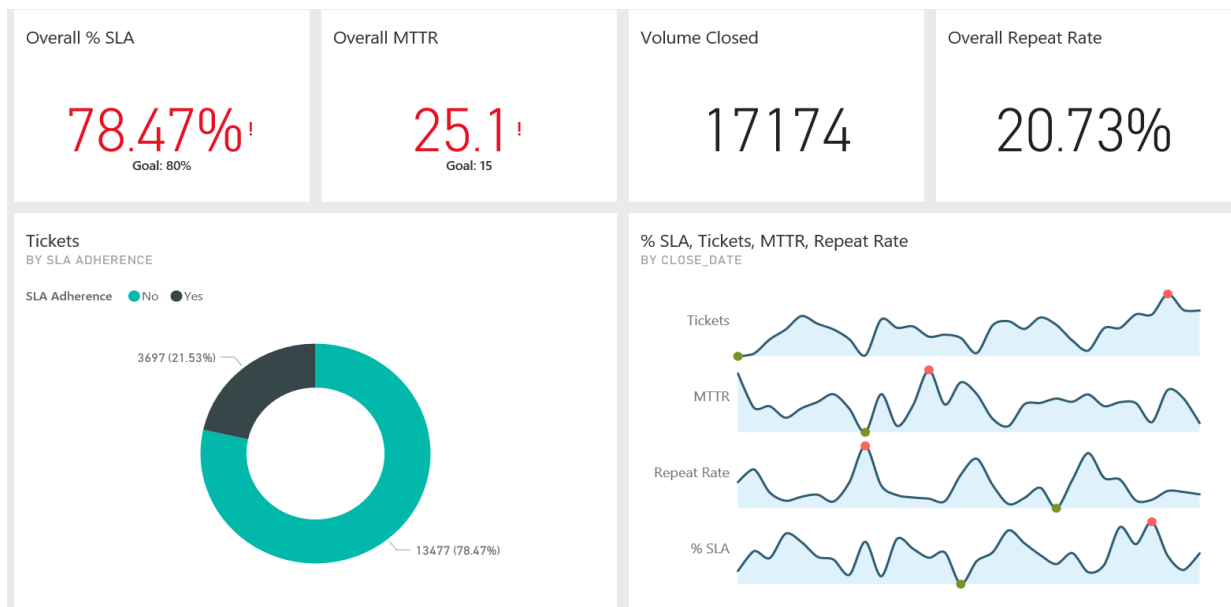 Overall % SLA
78.47% !
Goal: 80%
Overall MTTR
25.1 !
Goal: 15
Volume Closed
17174
Overall Repeat Rate
20.73%
Tickets
BY SLA ADHERENCE
SLA Adherence No Yes
3697 (21.53%)
13477 (78.47%)
% SLA, Tickets, MTTR, Repeat Rate
BY CLOSE_DATE
Tickets
MTTR
Repeat Rate
% SLA